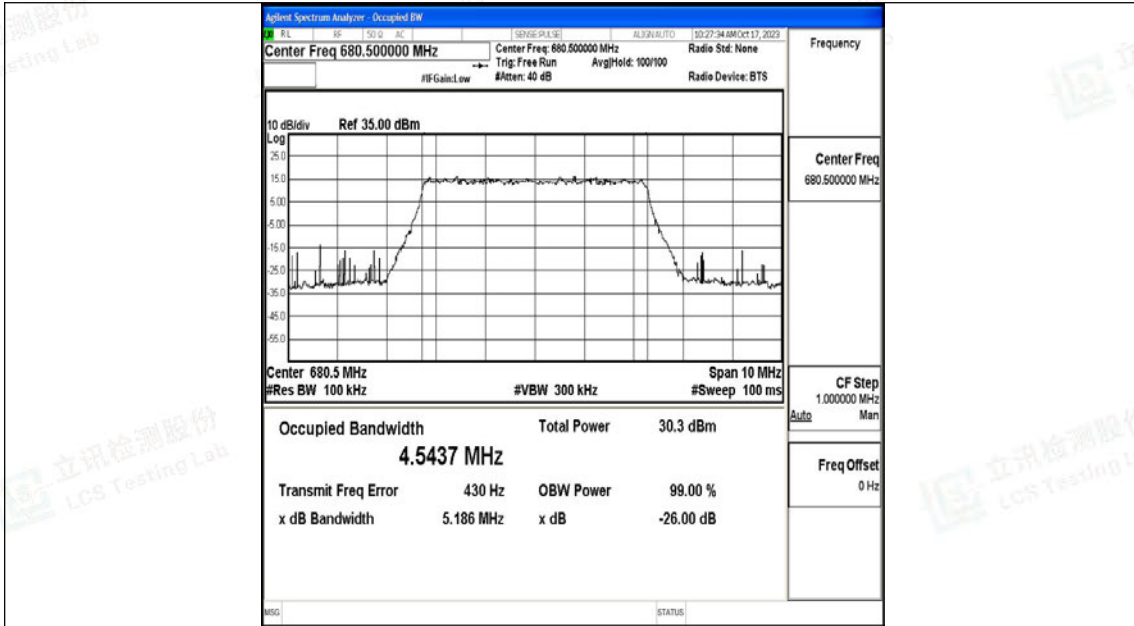 Agilent Spectrum Analyzer - Occupied BW
RL RF 50 Ω AC SENSE:PULSE ALIGNAUTO 10:27:34 AM Oct 17, 2023
Center Freq 680.500000 MHz
Center Freq: 680.500000 MHz
Radio Std: None
Trig: Free Run Avg|Hold: 100/100
#IFGain:Low
#Atten: 40 dB
Radio Device: BTS
Frequency
10 dB/div Ref 35.00 dBm
Log
25.0
15.0
5.00
-5.00
-15.0
-25.0
-35.0
-45.0
-55.0
Center 680.5 MHz Span 10 MHz
#Res BW 100 kHz #VBW 300 kHz #Sweep 100 ms
Occupied Bandwidth Total Power 30.3 dBm
4.5437 MHz
Transmit Freq Error 430 Hz OBW Power 99.00 %
x dB Bandwidth 5.186 MHz x dB -26.00 dB
Center Freq
680.500000 MHz
CF Step
1.000000 MHz
Auto Man
Freq Offset
0 Hz
MSG STATUS
立讯检测股份
LCS Testing Lab
立讯检测股份
LCS Testing Lab